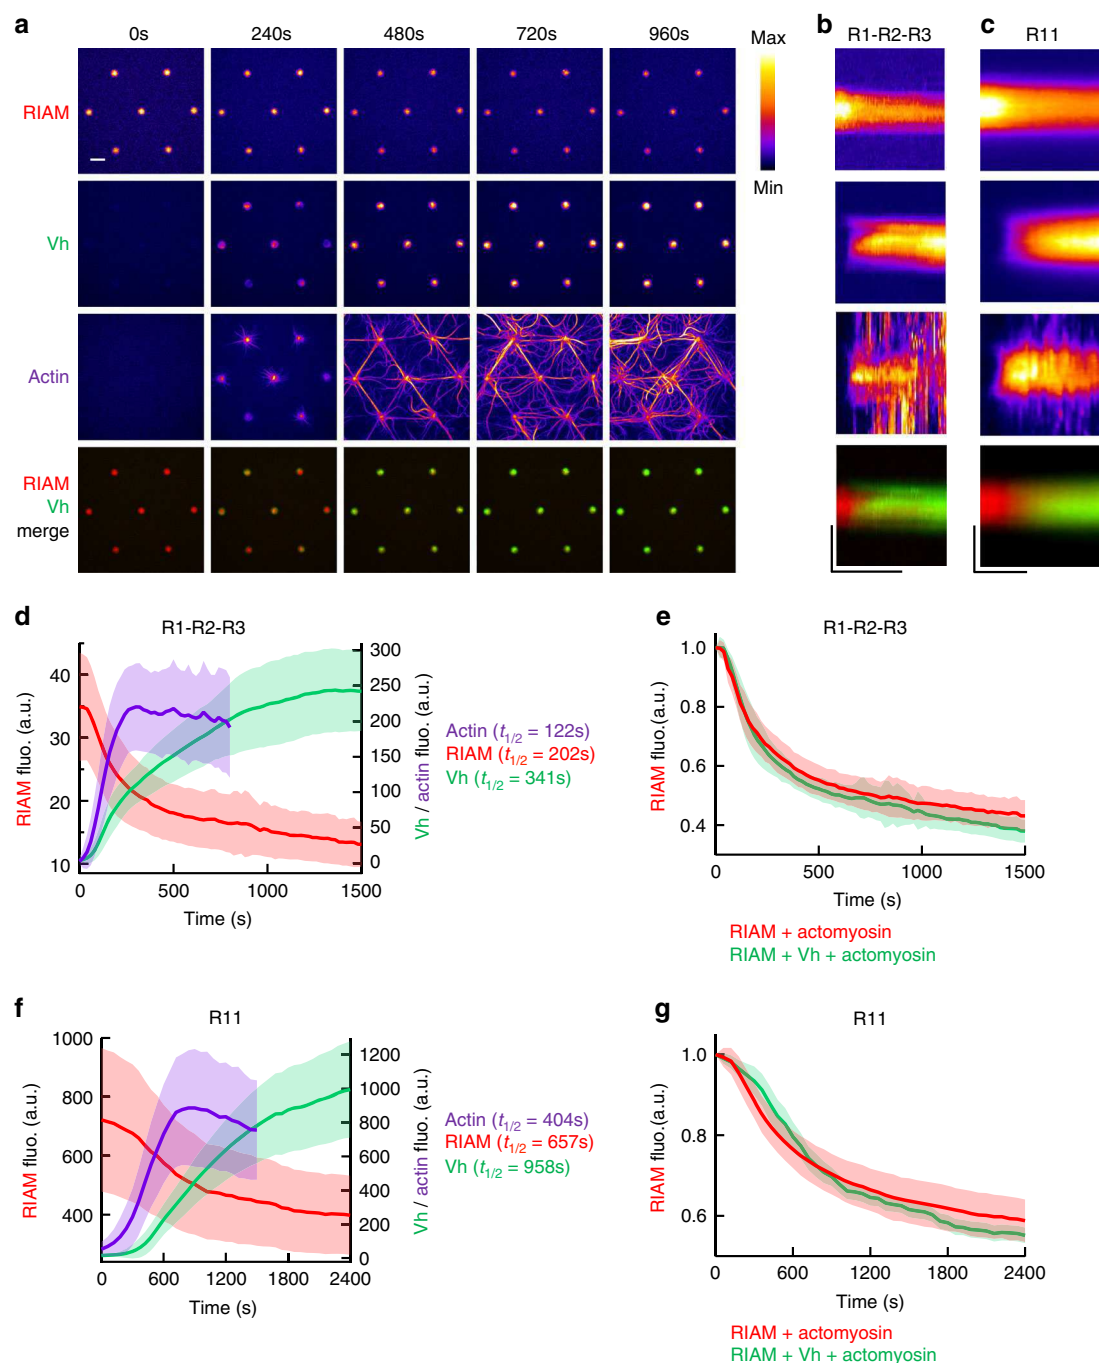 a
0s 240s 480s 720s 960s
RIAM
Vh
Actin
RIAM
Vh
merge
Max
Min
b
R1-R2-R3
c
R11
d
R1-R2-R3
RIAM fluo. (a.u.)
40
30
20
10
300
250
200
150
100
50
0
Vh / actin fluo. (a.u.)
0 500 1000 1500
Time (s)
Actin (t1/2 = 122s)
RIAM (t1/2 = 202s)
Vh (t1/2 = 341s)
e
R1-R2-R3
RIAM fluo.(a.u.)
1.0
0.8
0.6
0.4
0 500 1000 1500
Time (s)
RIAM + actomyosin
RIAM + Vh + actomyosin
f
R11
RIAM fluo. (a.u.)
1000
800
600
400
1200
1000
800
600
400
200
0
Vh / actin fluo. (a.u.)
0 600 1200 1800 2400
Time (s)
Actin (t1/2 = 404s)
RIAM (t1/2 = 657s)
Vh (t1/2 = 958s)
g
R11
RIAM fluo.(a.u.)
1.0
0.8
0.6
0 600 1200 1800 2400
Time (s)
RIAM + actomyosin
RIAM + Vh + actomyosin